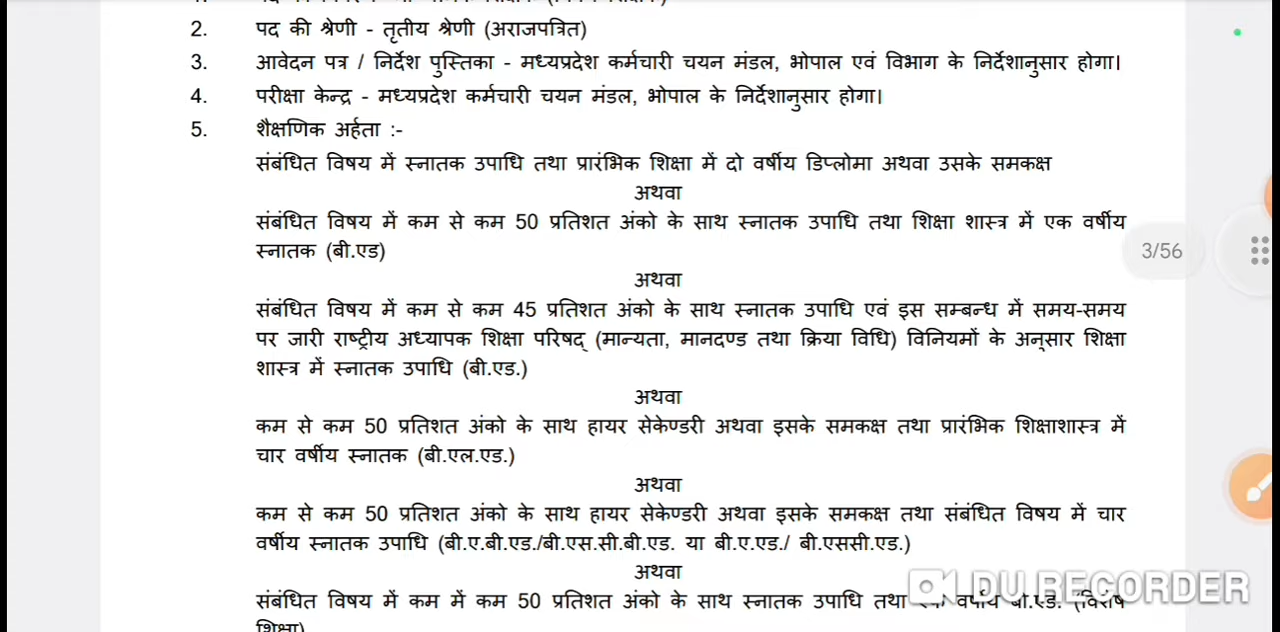 2. पद की श्रेणी - तृतीय श्रेणी (अराजपत्रित)
3. आवेदन पत्र / निर्देश पुस्तिका - मध्यप्रदेश कर्मचारी चयन मंडल, भोपाल एवं विभाग के निर्देशानुसार होगा।
4. परीक्षा केन्द्र - मध्यप्रदेश कर्मचारी चयन मंडल, भोपाल के निर्देशानुसार होगा।
5. शैक्षणिक अर्हता :-
संबंधित विषय में स्नातक उपाधि तथा प्रारंभिक शिक्षा में दो वर्षीय डिप्लोमा अथवा उसके समकक्ष
अथवा
संबंधित विषय में कम से कम 50 प्रतिशत अंको के साथ स्नातक उपाधि तथा शिक्षा शास्त्र में एक वर्षीय
स्नातक (बी.एड)
3/56
अथवा
संबंधित विषय में कम से कम 45 प्रतिशत अंको के साथ स्नातक उपाधि एवं इस सम्बन्ध में समय-समय
पर जारी राष्ट्रीय अध्यापक शिक्षा परिषद् (मान्यता, मानदण्ड तथा क्रिया विधि) विनियमों के अनुसार शिक्षा
शास्त्र में स्नातक उपाधि (बी.एड.)
अथवा
कम से कम 50 प्रतिशत अंको के साथ हायर सेकेण्डरी अथवा इसके समकक्ष तथा प्रारंभिक शिक्षाशास्त्र में
चार वर्षीय स्नातक (बी.एल.एड.)
अथवा
कम से कम 50 प्रतिशत अंको के साथ हायर सेकेण्डरी अथवा इसके समकक्ष तथा संबंधित विषय में चार
वर्षीय स्नातक उपाधि (बी.ए.बी.एड./बी.एस.सी.बी.एड. या बी.ए.एड./ बी.एससी.एड.)
अथवा
संबंधित विषय में कम में कम 50 प्रतिशत अंको के साथ स्नातक उपाधि तथा एक वर्षीय बी.एड. (विशेष
शिक्षा)
DU RECORDER